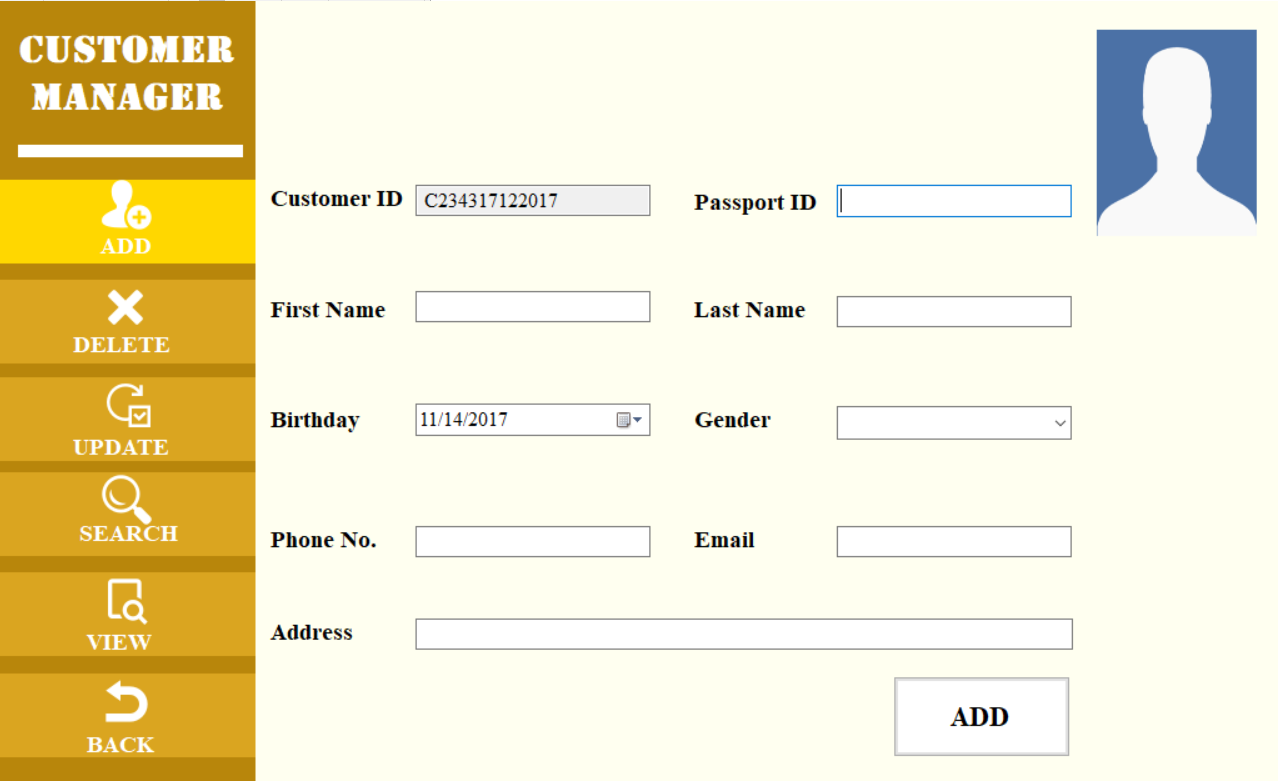 CUSTOMER
MANAGER
ADD
DELETE
UPDATE
SEARCH
VIEW
BACK
Customer ID C234317122017 Passport ID
First Name Last Name
Birthday 11/14/2017 Gender
Phone No. Email
Address
ADD